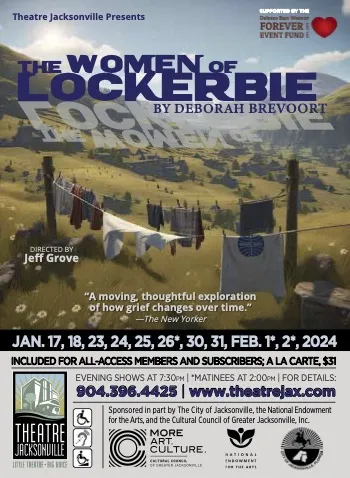 Theatre Jacksonville Presents
SUPPORTED BY THE
Delores Barr Weaver
FOREVER
EVENT FUND
THE WOMEN OF
LOCKERBIE
BY DEBORAH BREVOORT
DIRECTED BY
Jeff Grove
“A moving, thoughtful exploration
of how grief changes over time.”
—The New Yorker
JAN. 17, 18, 23, 24, 25, 26*, 30, 31, FEB. 1*, 2*, 2024
INCLUDED FOR ALL-ACCESS MEMBERS AND SUBSCRIBERS; A LA CARTE, $31
EVENING SHOWS AT 7:30PM | *MATINEES AT 2:00PM | FOR DETAILS:
904.396.4425 | www.theatrejax.com
THEATRE
JACKSONVILLE
LITTLE THEATRE • BIG VOICE
Sponsored in part by The City of Jacksonville, the National Endowment
for the Arts, and the Cultural Council of Greater Jacksonville, Inc.
MORE
ART.
CULTURE.
CULTURAL COUNCIL
OF GREATER JACKSONVILLE
NATIONAL
ENDOWMENT
FOR THE ARTS